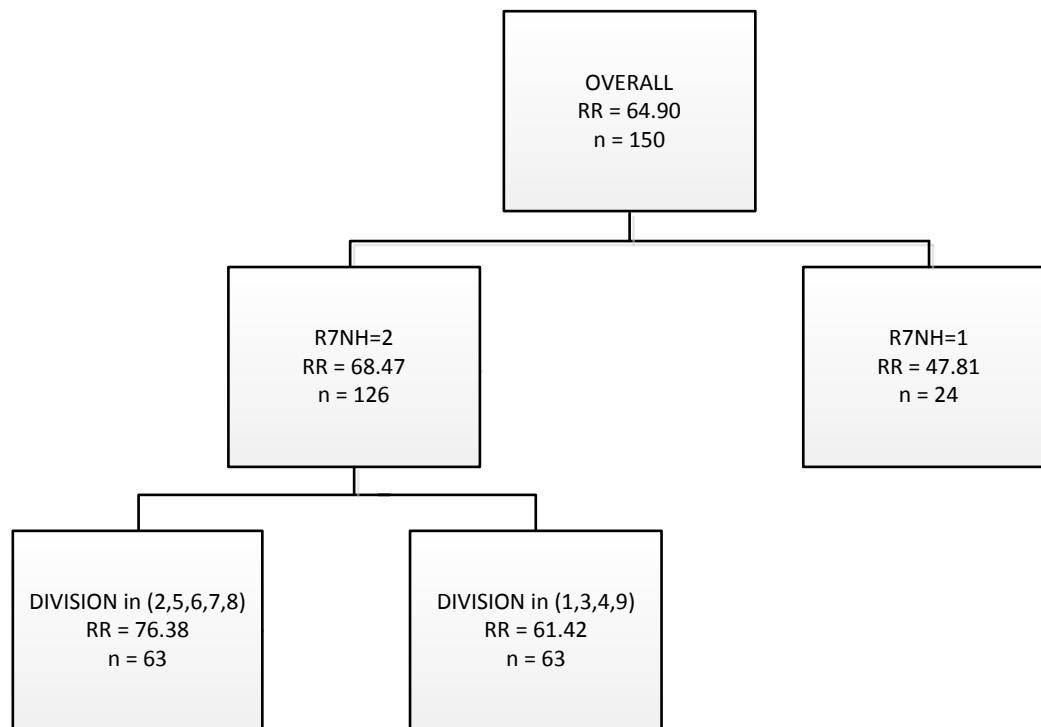 OVERALL
RR = 64.90
n = 150
R7NH=2
RR = 68.47
n = 126
R7NH=1
RR = 47.81
n = 24
DIVISION in (2,5,6,7,8)
RR = 76.38
n = 63
DIVISION in (1,3,4,9)
RR = 61.42
n = 63